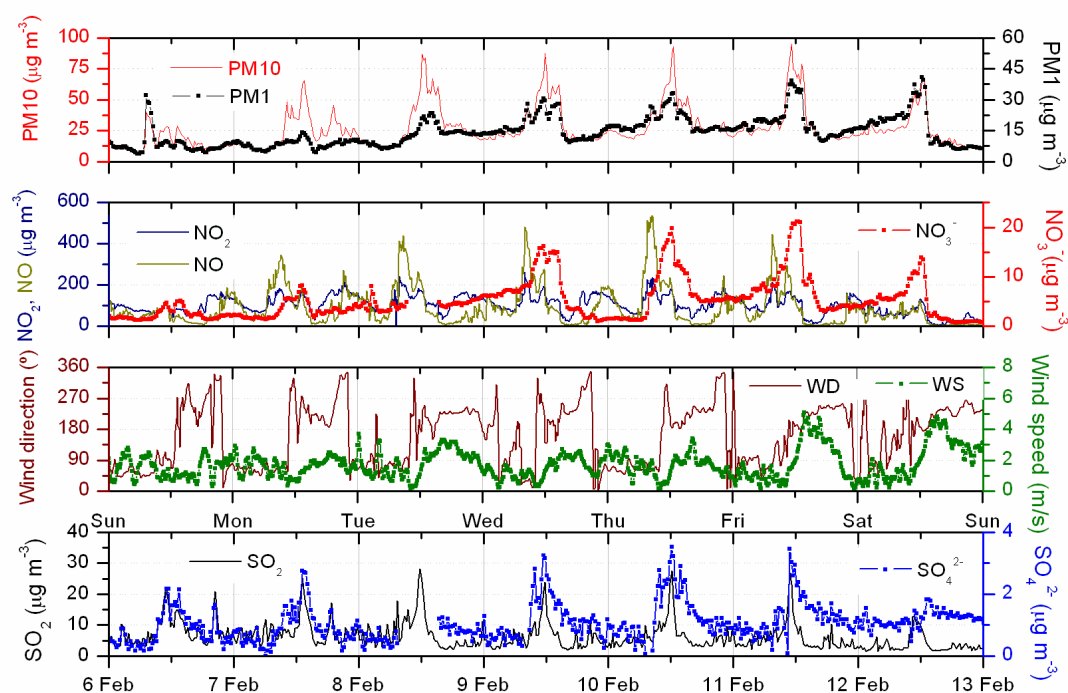 PM10 (µg m⁻³)
100
75
50
25
0
PM10
PM1
60
45
30
15
0
PM1 (µg m⁻³)
NO₂, NO (µg m⁻³)
600
400
200
0
NO₂
NO
NO₃⁻
20
10
0
NO₃⁻ (µg m⁻³)
Wind direction (º)
360
270
180
90
0
WD
WS
8
6
4
2
0
Wind speed (m/s)
Sun Mon Tue Wed Thu Fri Sat Sun
SO₂ (µg m⁻³)
40
30
20
10
0
SO₂
SO₄²⁻
4
2
0
SO₄²⁻ (µg m⁻³)
6 Feb 7 Feb 8 Feb 9 Feb 10 Feb 11 Feb 12 Feb 13 Feb